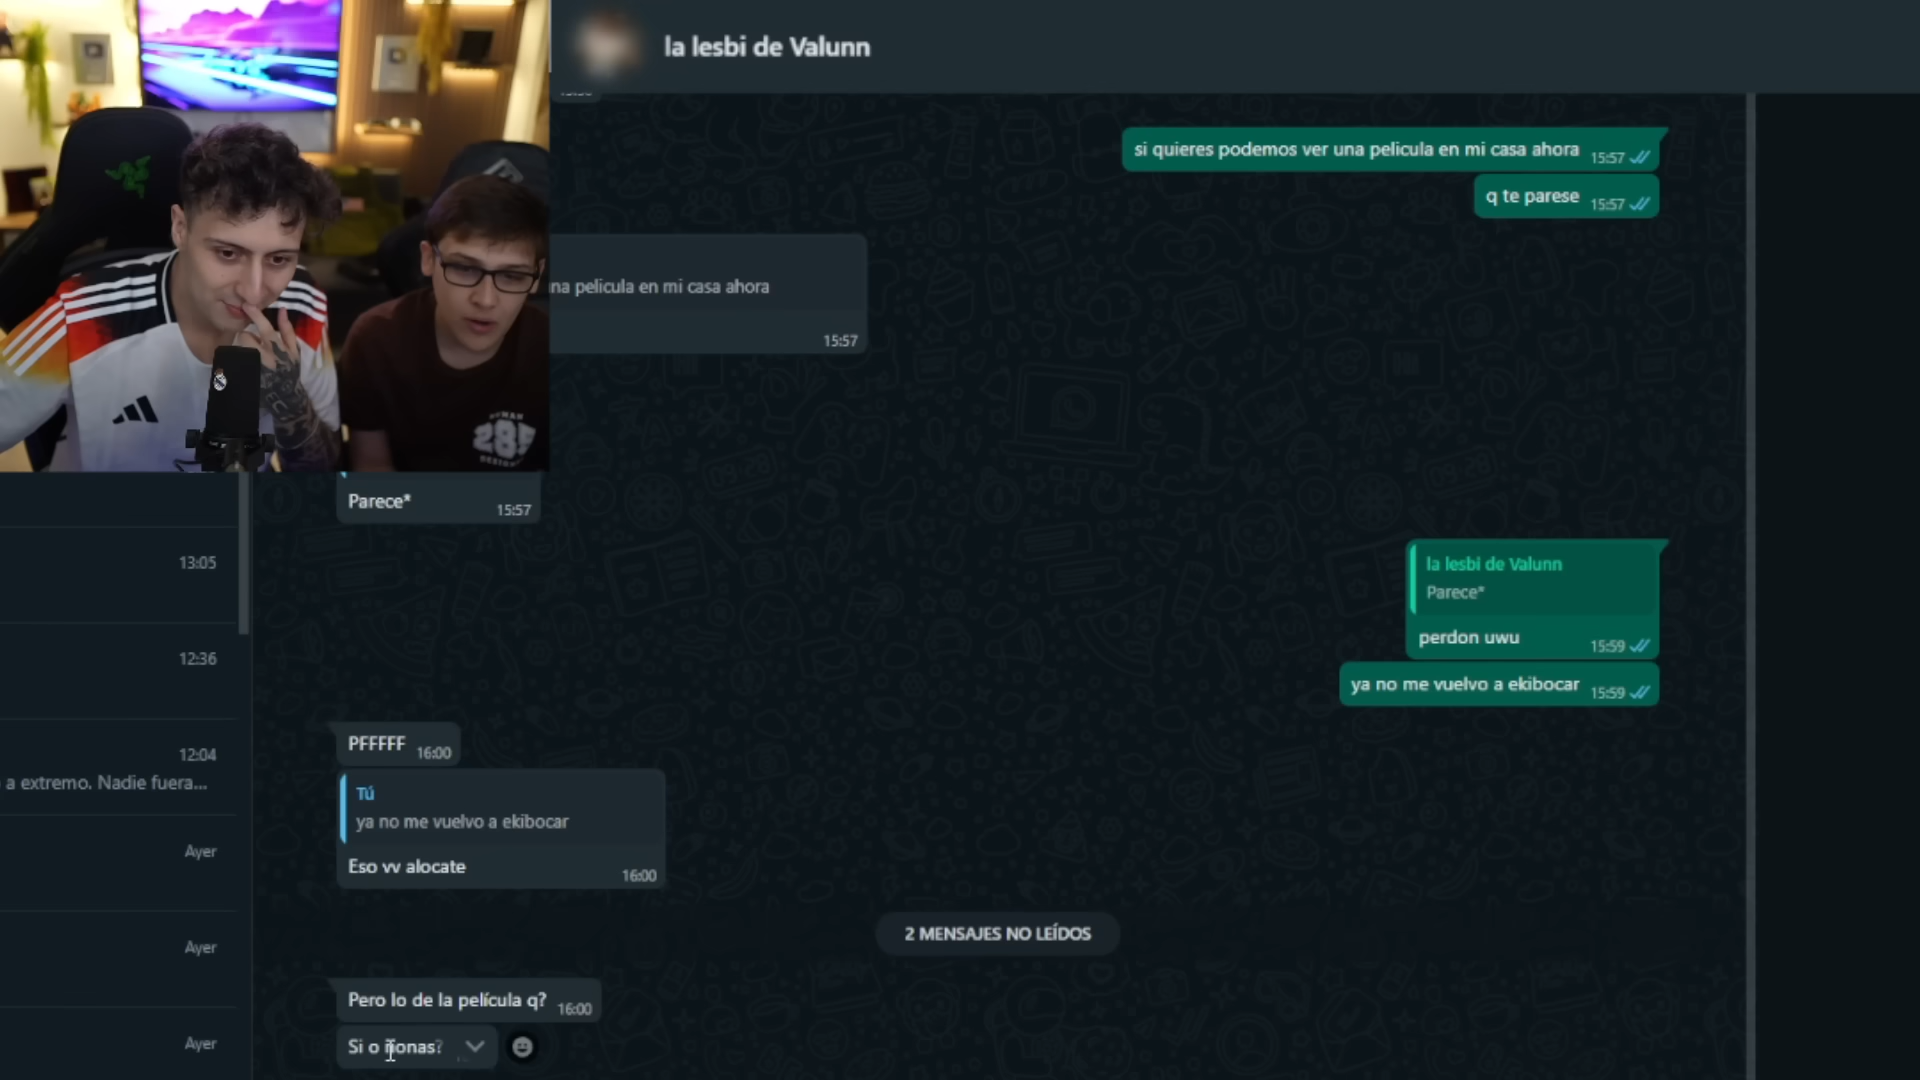 la lesbi de Valunn
si quieres podemos ver una pelicula en mi casa ahora 15:57
q te parese 15:57
na pelicula en mi casa ahora
15:57
Parece* 15:57
la lesbi de Valunn
Parece*
perdon uwu 15:59
ya no me vuelvo a ekibocar 15:59
PFFFFF 16:00
Tú
ya no me vuelvo a ekibocar
Eso vv alocate
16:00
2 MENSAJES NO LEÍDOS
Pero lo de la película q? 16:00
Si o nonas?
13:05
12:36
12:04
a extremo. Nadie fuera...
Ayer
Ayer
Ayer
285